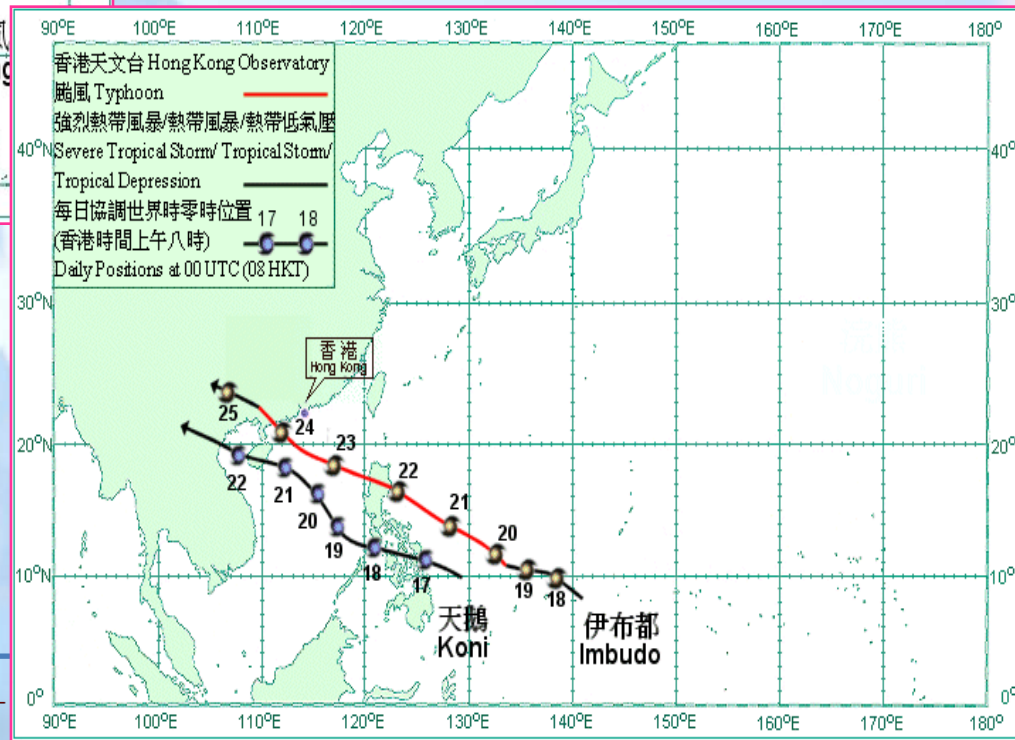 100°E 110°E 120°E 130°E 140°E 150°E 160°E 170°E 180°
香港天文台 Hong Kong Observatory
颱風 Typhoon
強烈熱帶風暴/熱帶風暴/熱帶低氣壓
Severe Tropical Storm/ Tropical Storm/
Tropical Depression
每日協調世界時零時位置 17 18
(香港時間上午八時)
Daily Positions at 00 UTC (08 HKT)
40°N 40°N
30°N 30°N
香港
Hong Kong
25
24
20°N 20°N
23
22
22
21
21
20
20
19
18
17
19
18
10°N 10°N
天鵝
Koni
伊布都
Imbudo
0° 0°
90°E 100°E 110°E 120°E 130°E 140°E 150°E 160°E 170°E 180°